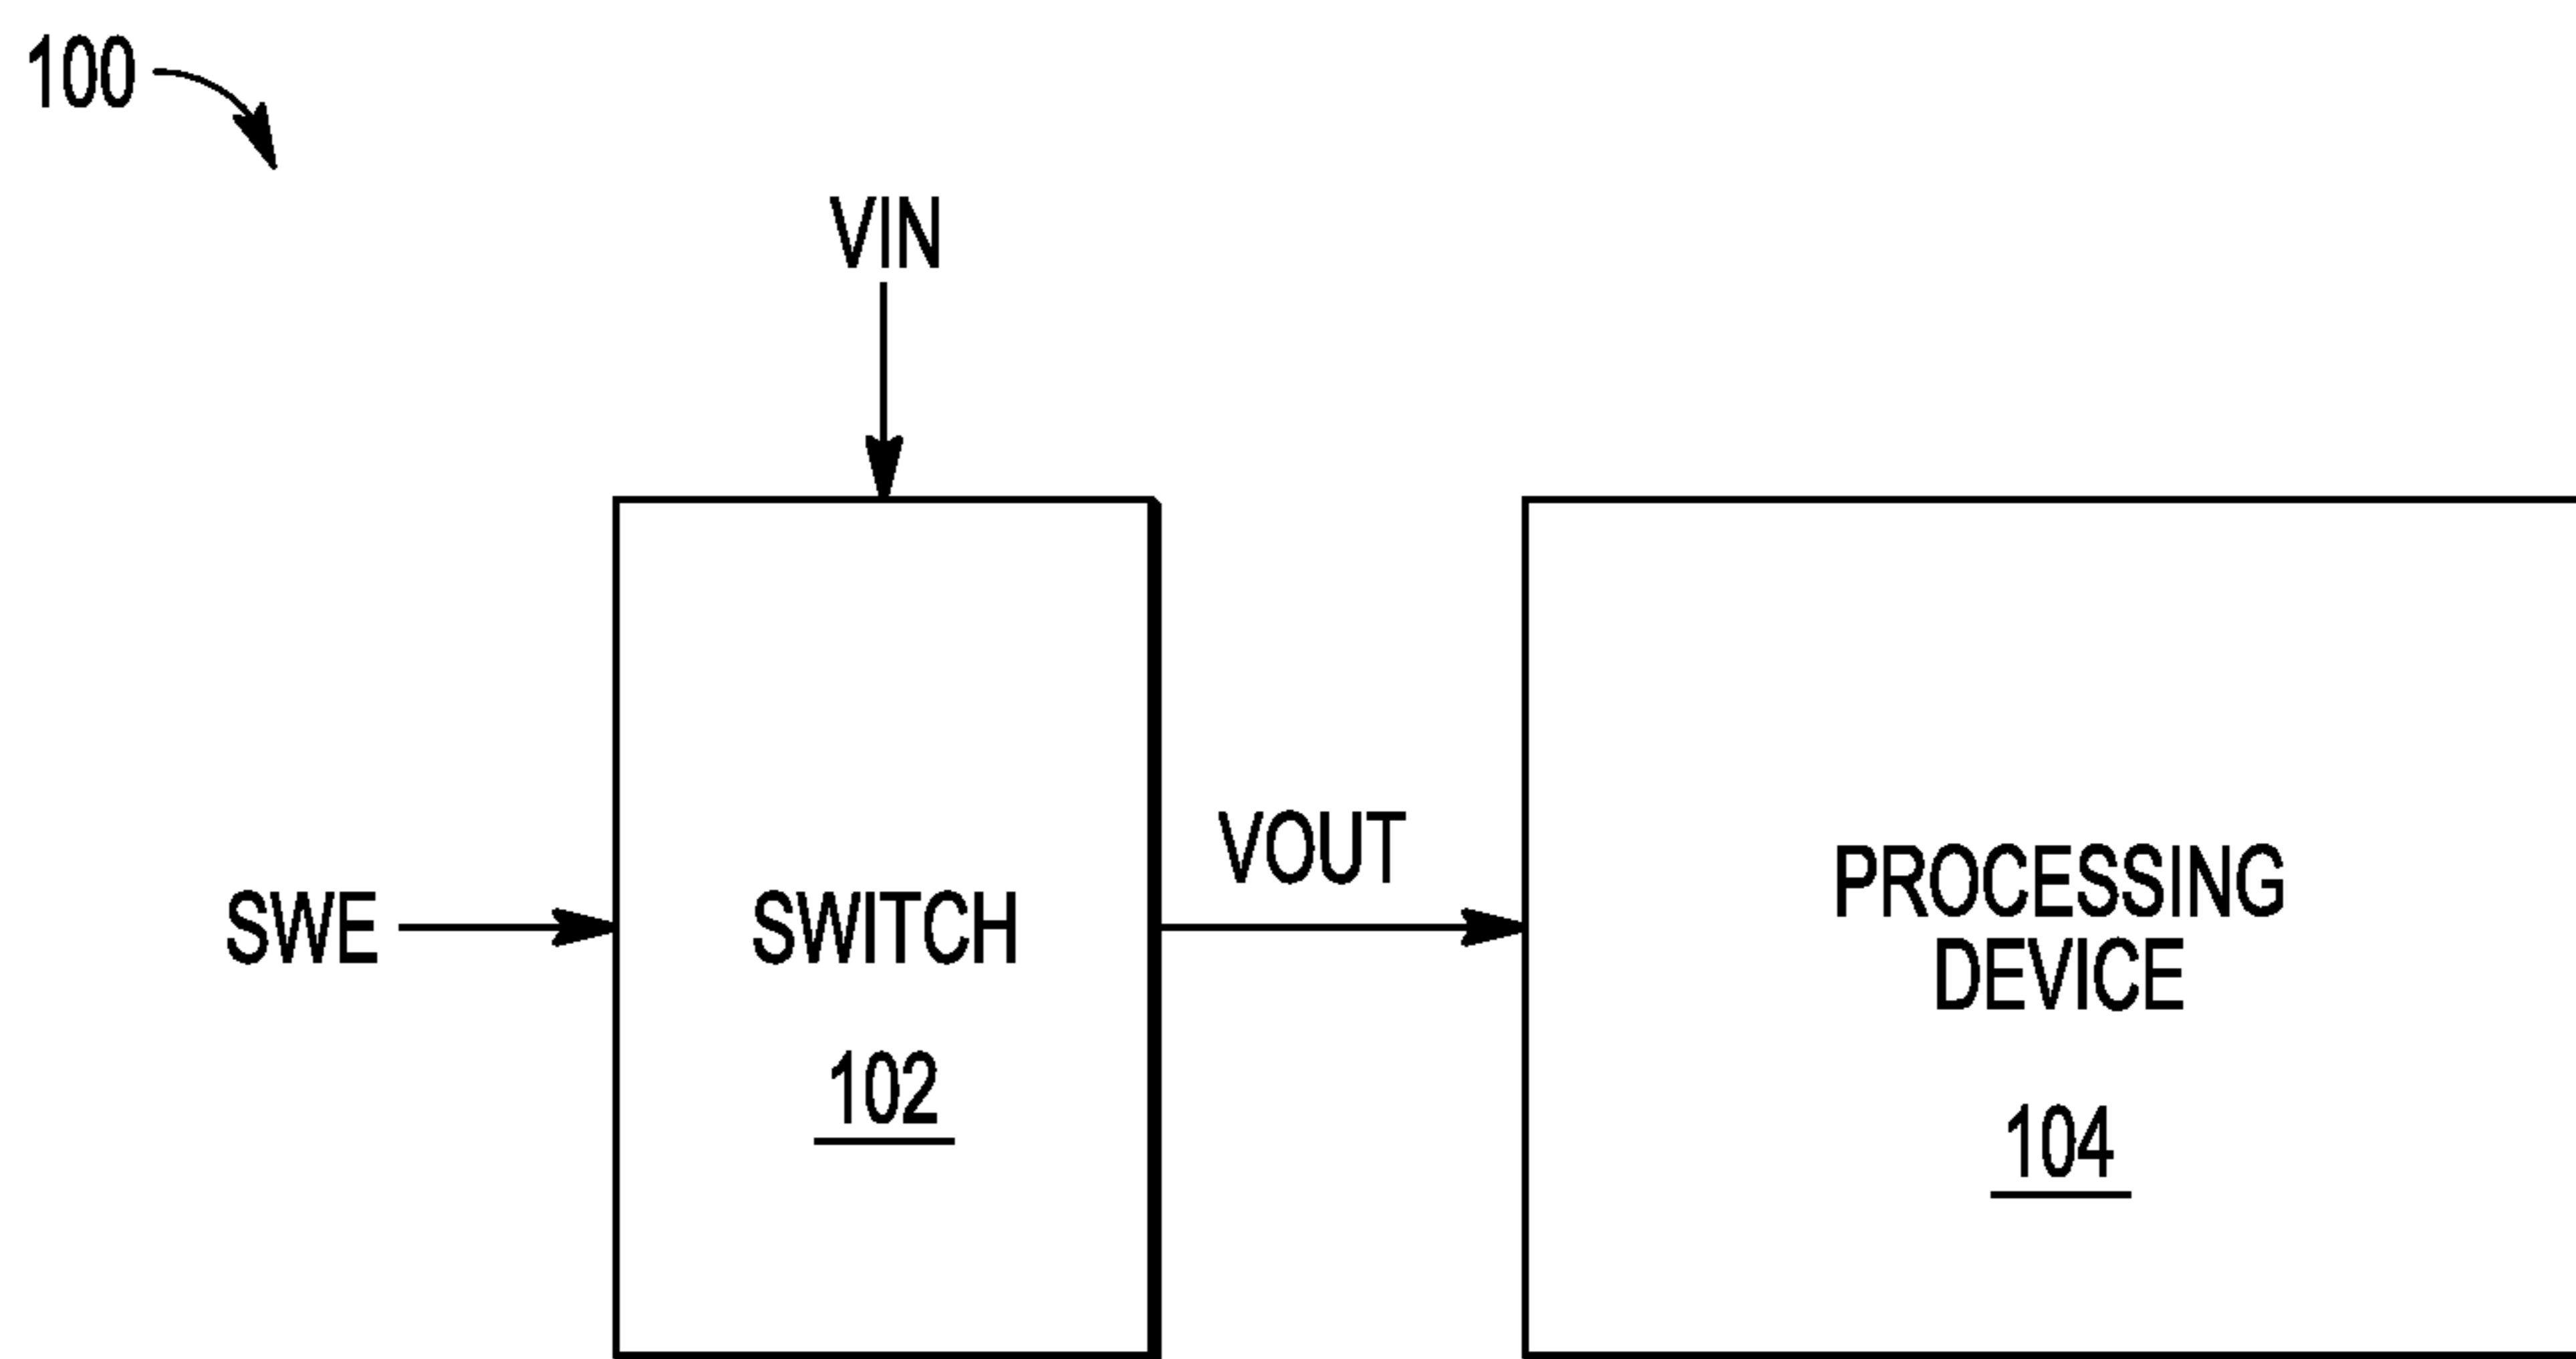 100
VIN
SWE
SWITCH
102
VOUT
PROCESSING
DEVICE
104